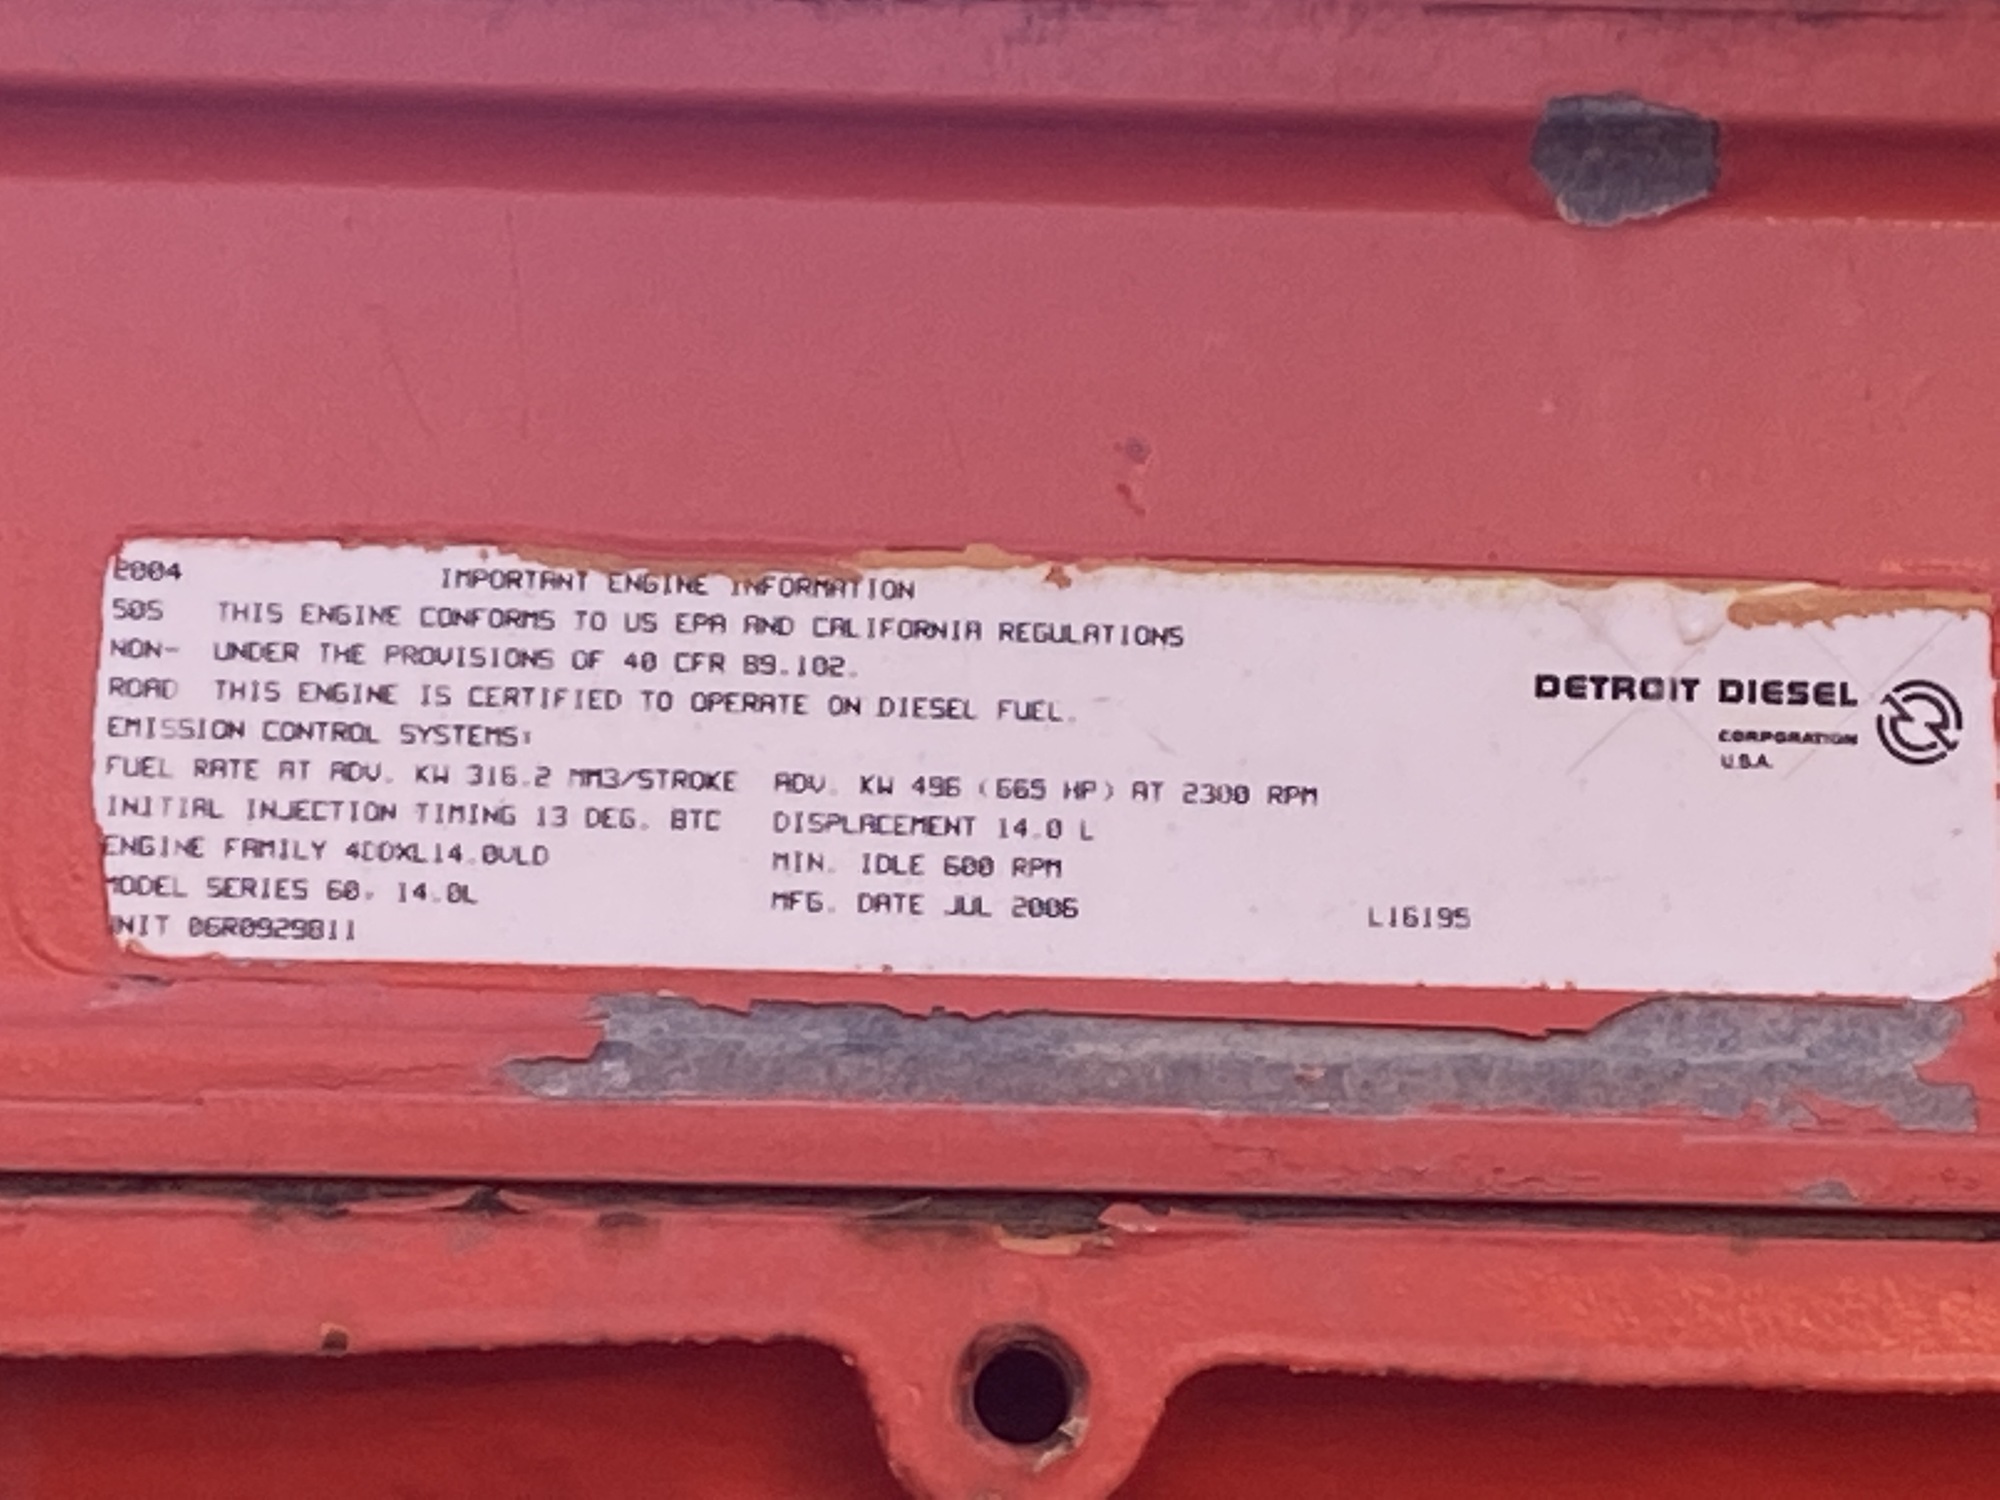 2004 IMPORTANT ENGINE INFORMATION
50S THIS ENGINE CONFORMS TO US EPA AND CALIFORNIA REGULATIONS
NON- UNDER THE PROVISIONS OF 40 CFR 89.102.
ROAD THIS ENGINE IS CERTIFIED TO OPERATE ON DIESEL FUEL.
EMISSION CONTROL SYSTEMS:
FUEL RATE AT ADV. KW 316.2 MM3/STROKE ADV. KW 496 (665 HP) AT 2300 RPM
INITIAL INJECTION TIMING 13 DEG. BTC DISPLACEMENT 14.0 L
ENGINE FAMILY 4DDXL14.0VLD MIN. IDLE 600 RPM
MODEL SERIES 60, 14.0L MFG. DATE JUL 2006 L16195
UNIT 06R0929811
DETROIT DIESEL
CORPORATION
U.S.A.